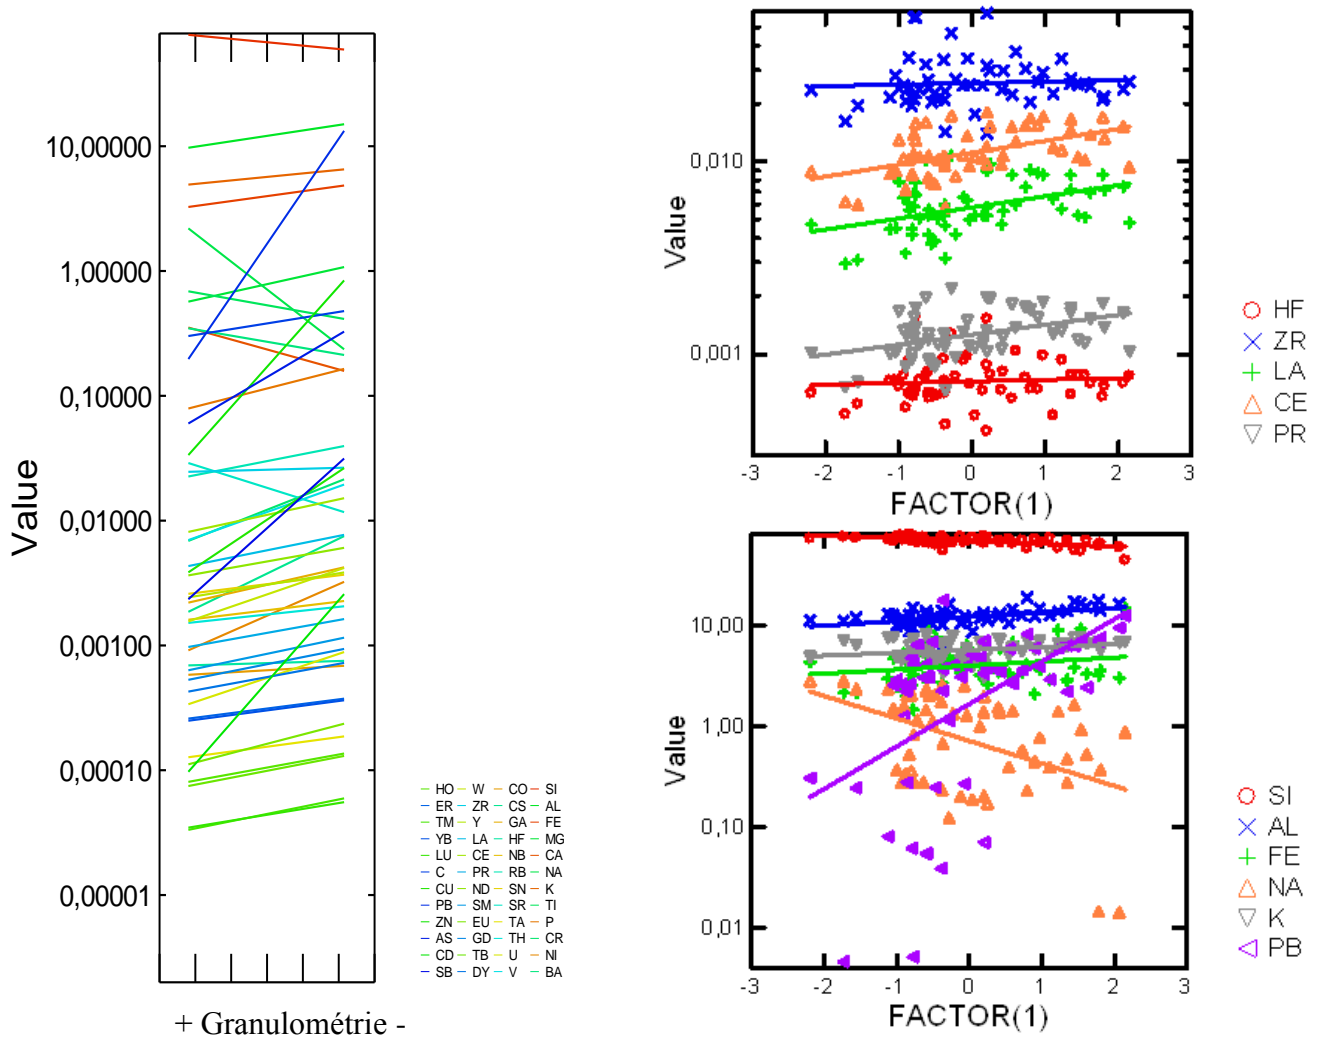 Value
10,00000
1,00000
0,10000
0,01000
0,00100
0,00010
0,00001
+ Granulométrie -
HO W CO SI
ER ZR CS AL
TM Y GA FE
YB LA HF MG
LU CE NB CA
C PR RB NA
CU ND SN K
PB SM SR TI
ZN EU TA P
AS GD TH CR
CD TB U NI
SB DY V BA
Value
0,010
0,001
-3 -2 -1 0 1 2 3
FACTOR(1)
HF
ZR
LA
CE
PR
Value
10,00
1,00
0,10
0,01
-3 -2 -1 0 1 2 3
FACTOR(1)
SI
AL
FE
NA
K
PB